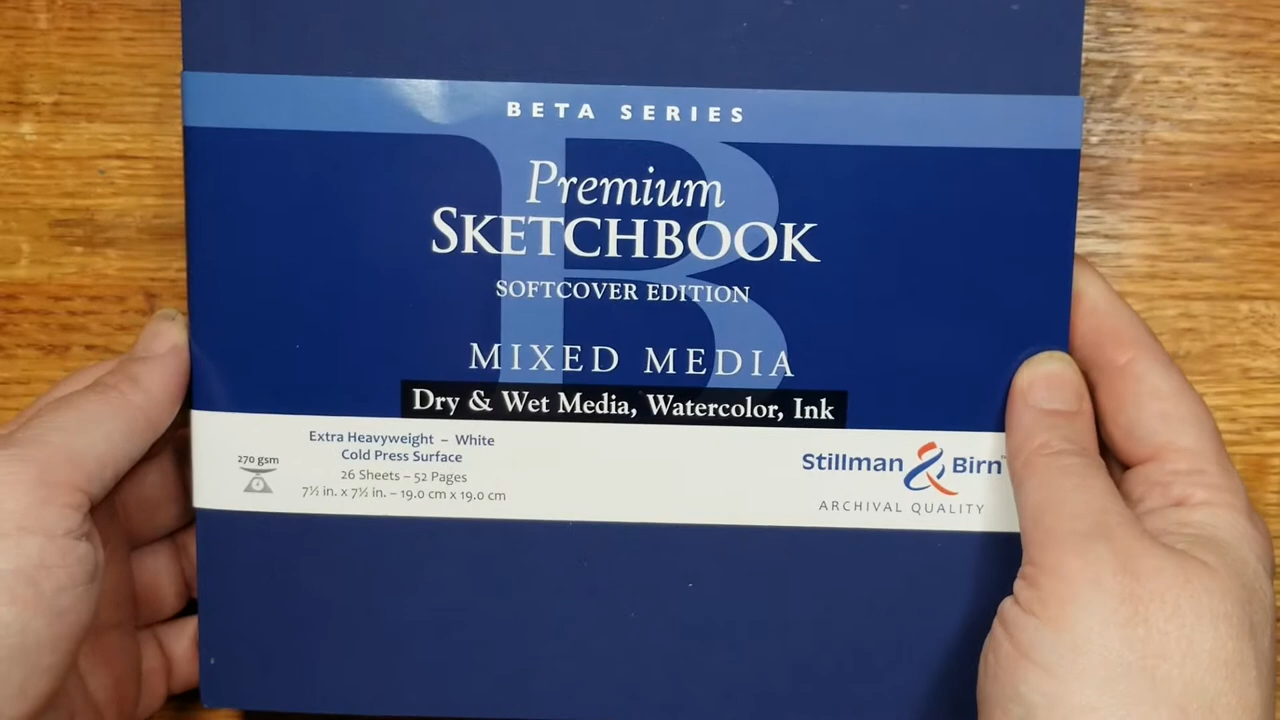 BETA SERIES
Premium
SKETCHBOOK
SOFTCOVER EDITION
MIXED MEDIA
Dry & Wet Media, Watercolor, Ink
270 gsm
Extra Heavyweight – White
Cold Press Surface
26 Sheets – 52 Pages
7½ in. x 7½ in. – 19.0 cm x 19.0 cm
Stillman & Birn™
ARCHIVAL QUALITY